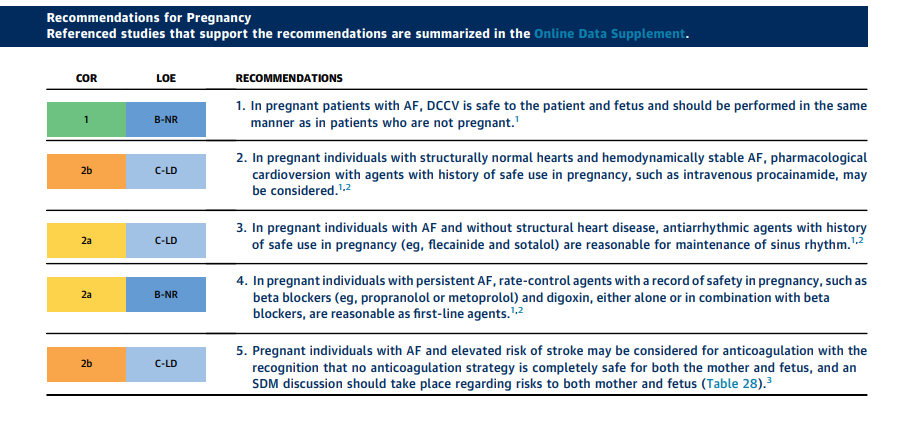 Recommendations for Pregnancy
Referenced studies that support the recommendations are summarized in the Online Data Supplement.
COR LOE RECOMMENDATIONS
1 B-NR 1. In pregnant patients with AF, DCCV is safe to the patient and fetus and should be performed in the same
manner as in patients who are not pregnant.1
2b C-LD 2. In pregnant individuals with structurally normal hearts and hemodynamically stable AF, pharmacological
cardioversion with agents with history of safe use in pregnancy, such as intravenous procainamide, may
be considered.1,2
2a C-LD 3. In pregnant individuals with AF and without structural heart disease, antiarrhythmic agents with history
of safe use in pregnancy (eg, flecainide and sotalol) are reasonable for maintenance of sinus rhythm.1,2
2a B-NR 4. In pregnant individuals with persistent AF, rate-control agents with a record of safety in pregnancy, such as
beta blockers (eg, propranolol or metoprolol) and digoxin, either alone or in combination with beta
blockers, are reasonable as first-line agents.1,2
2b C-LD 5. Pregnant individuals with AF and elevated risk of stroke may be considered for anticoagulation with the
recognition that no anticoagulation strategy is completely safe for both the mother and fetus, and an
SDM discussion should take place regarding risks to both mother and fetus (Table 28).3